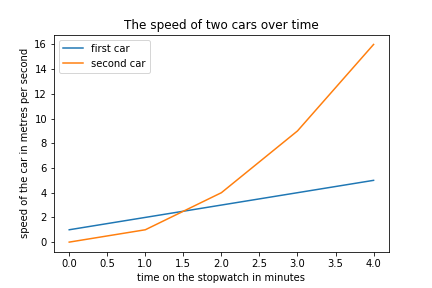 The speed of two cars over time
first car
second car
speed of the car in metres per second
16
14
12
10
8
6
4
2
0
0.0 0.5 1.0 1.5 2.0 2.5 3.0 3.5 4.0
time on the stopwatch in minutes